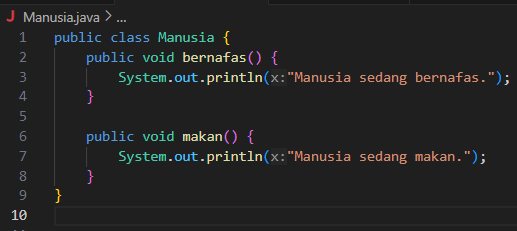 J Manusia.java > ...
1 public class Manusia {
2     public void bernafas() {
3         System.out.println(x:"Manusia sedang bernafas.");
4     }
5
6     public void makan() {
7         System.out.println(x:"Manusia sedang makan.");
8     }
9 }
10